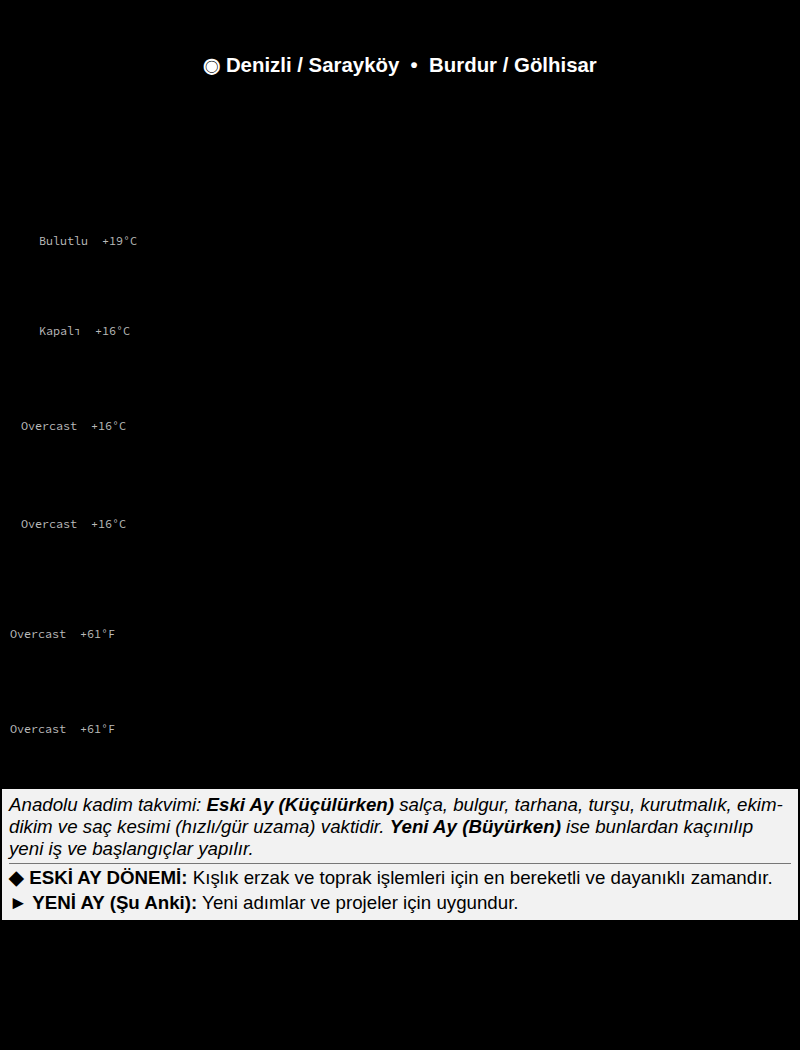 ◉ Denizli / Sarayköy • Burdur / Gölhisar
Bulutlu +19°C
Kapalı +16°C
Overcast +16°C
Overcast +16°C
Overcast +61°F
Overcast +61°F
Anadolu kadim takvimi: Eski Ay (Küçülürken) salça, bulgur, tarhana, turşu, kurutmalık, ekim-
dikim ve saç kesimi (hızlı/gür uzama) vaktidir. Yeni Ay (Büyürken) ise bunlardan kaçınılıp
yeni iş ve başlangıçlar yapılır.
◆ ESKİ AY DÖNEMİ: Kışlık erzak ve toprak işlemleri için en bereketli ve dayanıklı zamandır.
► YENİ AY (Şu Anki): Yeni adımlar ve projeler için uygundur.